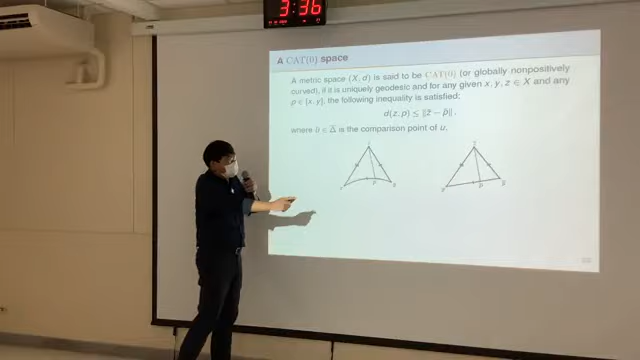 3:36
A CAT(0) space
A metric space (X, d) is said to be CAT(0) (or globally nonpositively
curved), if it is uniquely geodesic and for any given x, y, z ∈ X and any
p ∈ [x, y], the following inequality is satisfied:
d(z, p) ≤ ‖z̄ − p̄‖,
where ū ∈ Δ̄ is the comparison point of u.